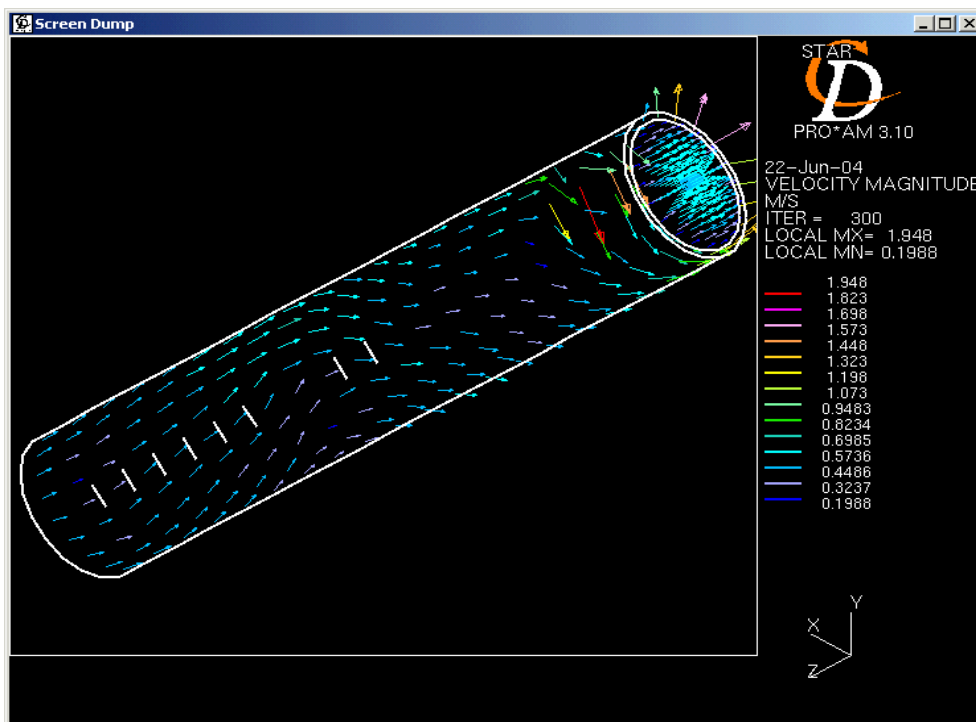 Screen Dump
STAR
CD
PRO*AM 3.10
22-Jun-04
VELOCITY MAGNITUDE
M/S
ITER = 300
LOCAL MX= 1.948
LOCAL MN= 0.1988
1.948
1.823
1.698
1.573
1.448
1.323
1.198
1.073
0.9483
0.8234
0.6985
0.5736
0.4486
0.3237
0.1988
Y
X
Z